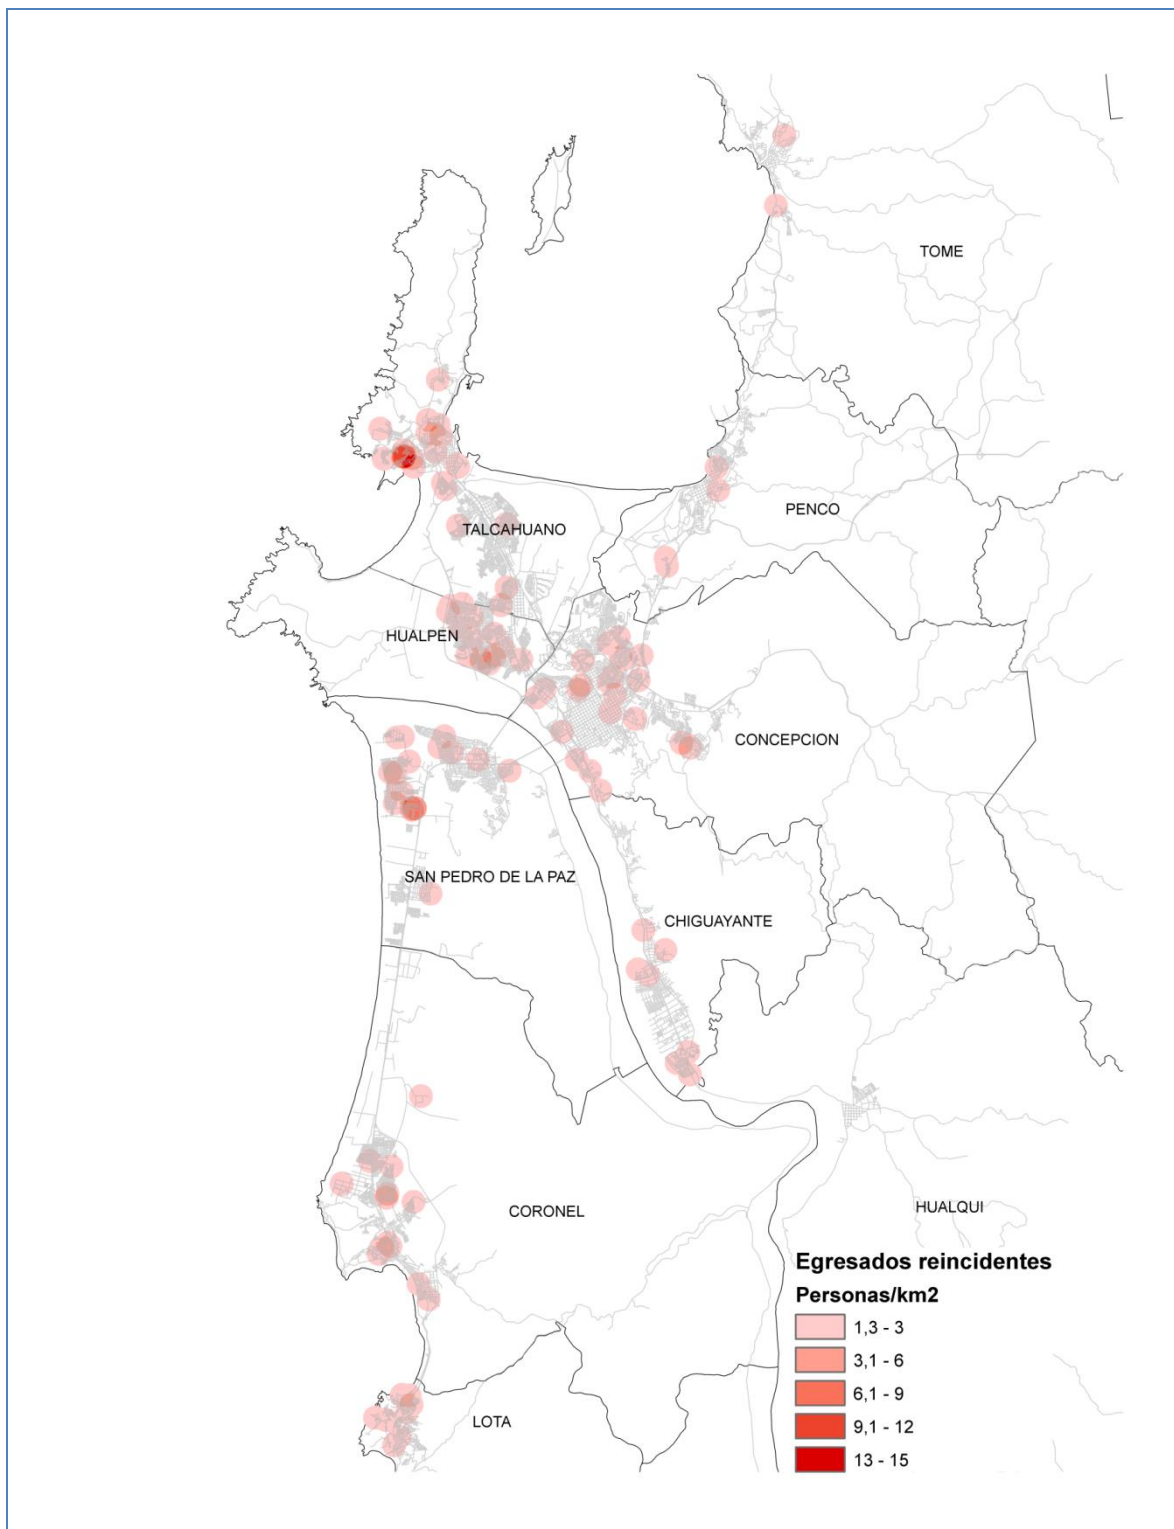 TOME
PENCO
TALCAHUANO
HUALPEN
CONCEPCION
SAN PEDRO DE LA PAZ
CHIGUAYANTE
CORONEL
HUALQUI
LOTA
Egresados reincidentes
Personas/km2
1,3 - 3
3,1 - 6
6,1 - 9
9,1 - 12
13 - 15